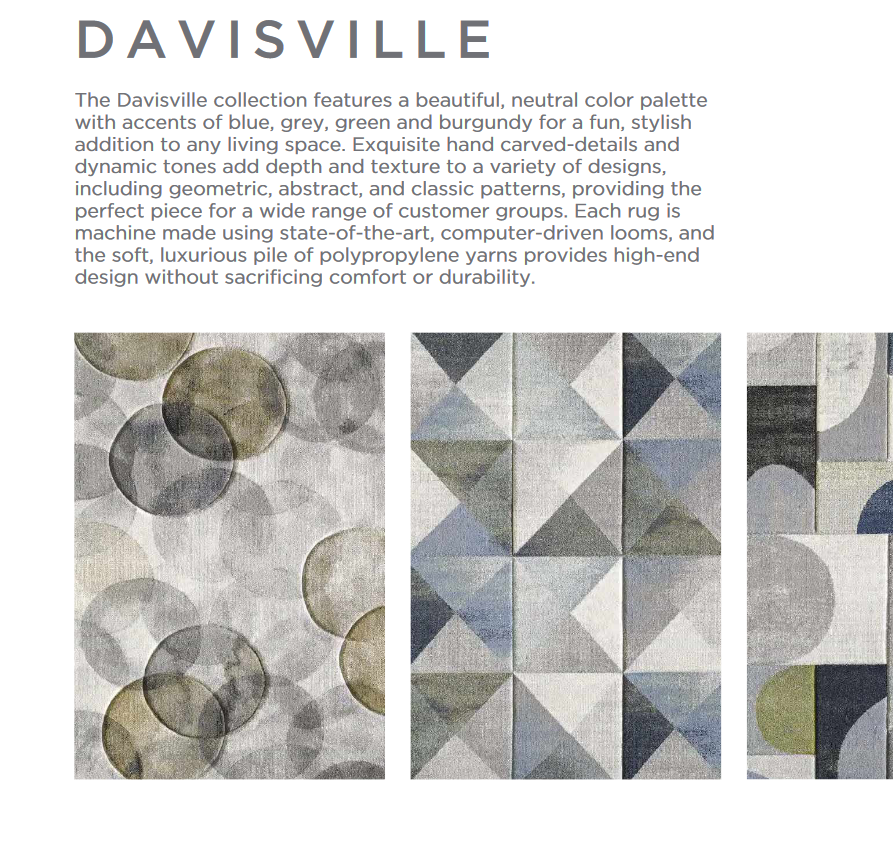 DAVISVILLE
The Davisville collection features a beautiful, neutral color palette
with accents of blue, grey, green and burgundy for a fun, stylish
addition to any living space. Exquisite hand carved-details and
dynamic tones add depth and texture to a variety of designs,
including geometric, abstract, and classic patterns, providing the
perfect piece for a wide range of customer groups. Each rug is
machine made using state-of-the-art, computer-driven looms, and
the soft, luxurious pile of polypropylene yarns provides high-end
design without sacrificing comfort or durability.